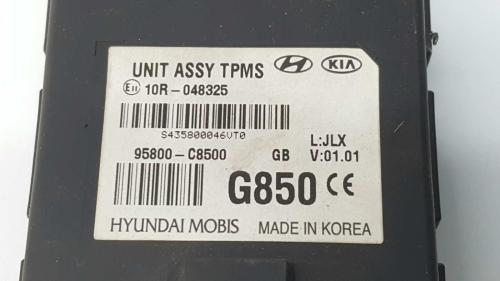 UNIT ASSY TPMS KIA
E11 10R-048325
S435800046VT0
95800-C8500 GB L:JLX
V:01.01
G850 CE
HYUNDAI MOBIS MADE IN KOREA